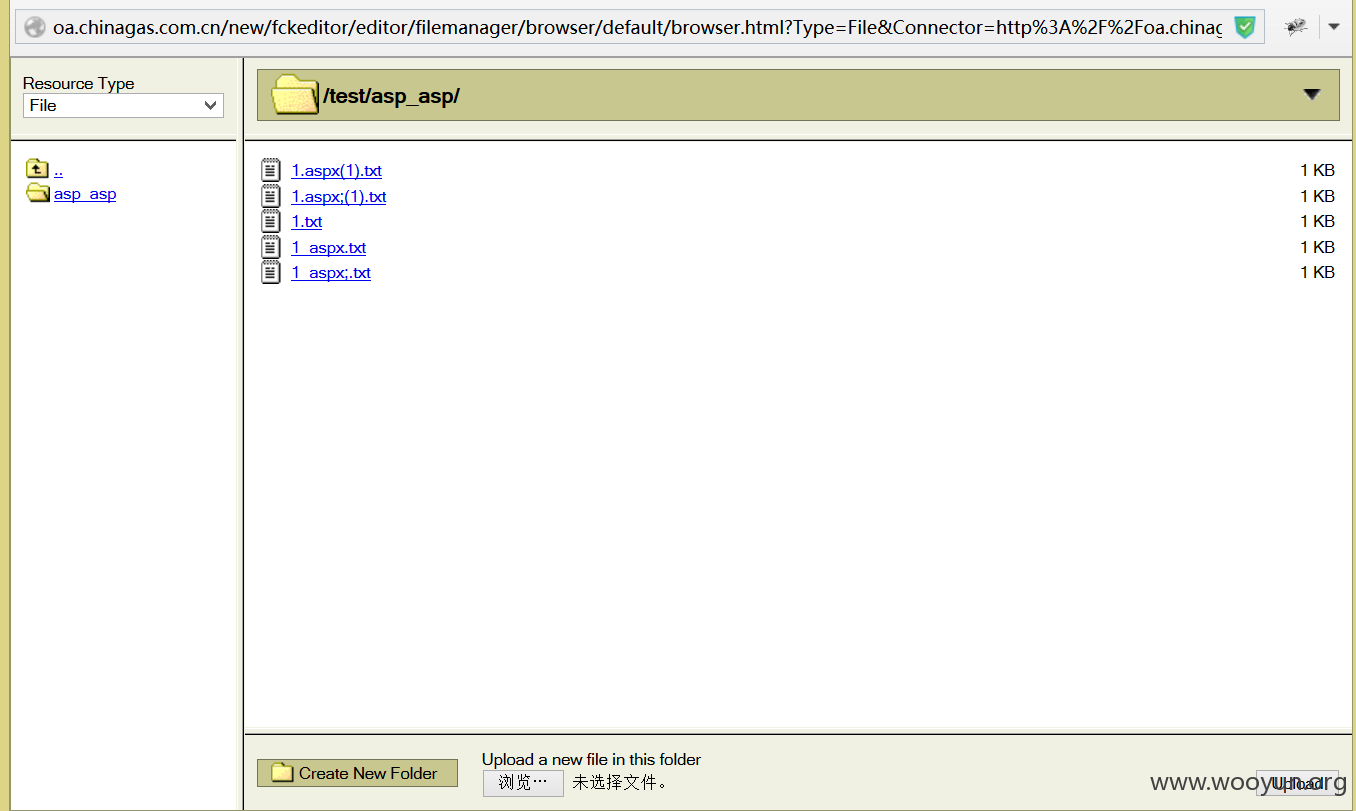 oa.chinagas.com.cn/new/fckeditor/editor/filemanager/browser/default/browser.html?Type=File&Connector=http%3A%2F%2Foa.chinag
Resource Type
File
/test/asp_asp/
..
asp_asp
1.aspx(1).txt 1 KB
1.aspx;(1).txt 1 KB
1.txt 1 KB
1_aspx.txt 1 KB
1_aspx;.txt 1 KB
Create New Folder
Upload a new file in this folder
浏览… 未选择文件。
Upload
www.wooyun.org